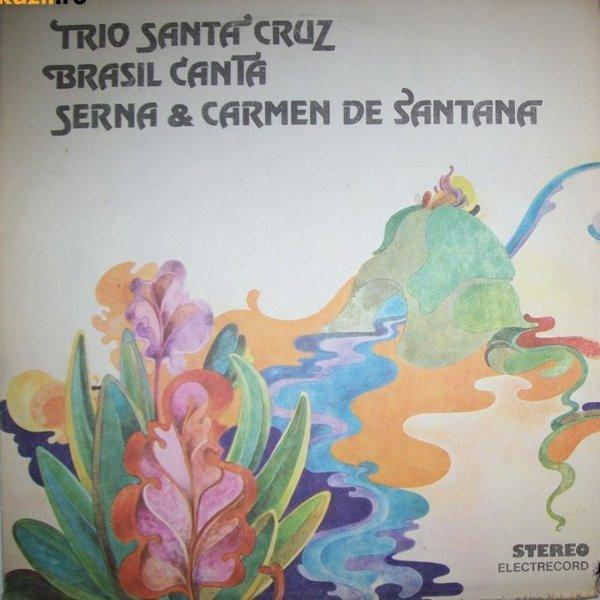 TRIO SANTA CRUZ
BRASIL CANTA
SERNA & CARMEN DE SANTANA
STEREO
ELECTRECORD